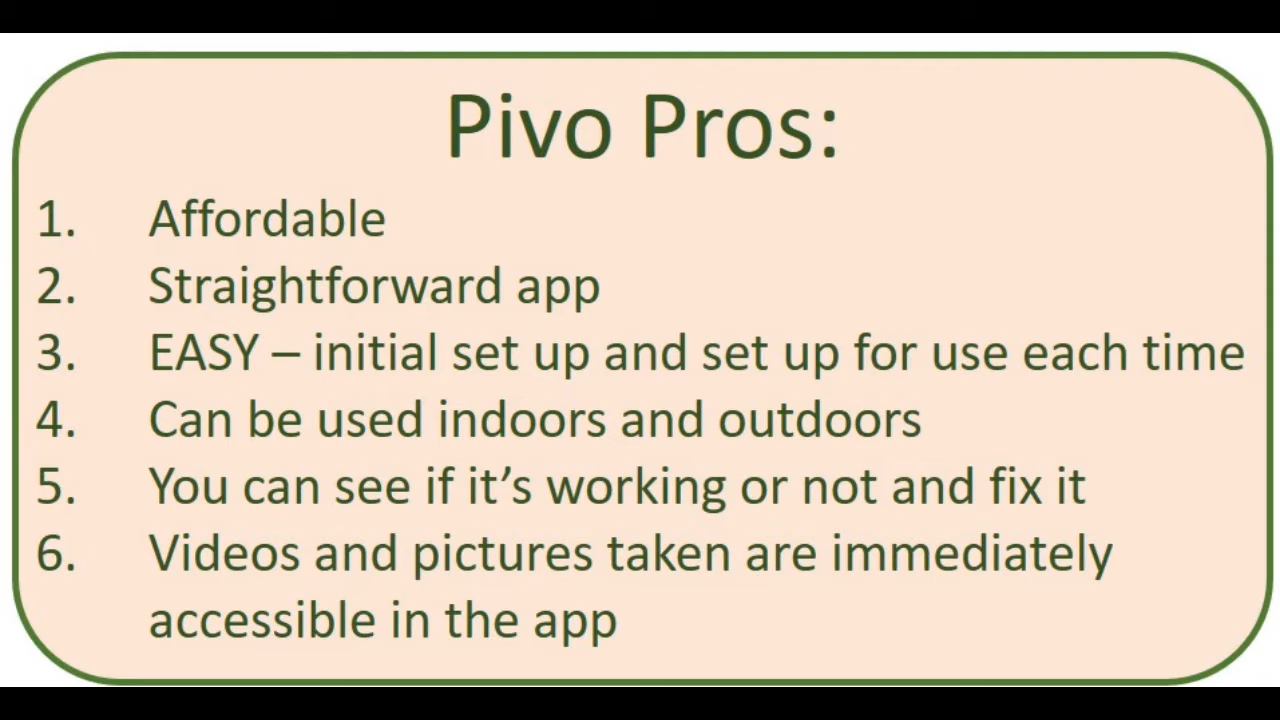 Pivo Pros:
1. Affordable
2. Straightforward app
3. EASY – initial set up and set up for use each time
4. Can be used indoors and outdoors
5. You can see if it’s working or not and fix it
6. Videos and pictures taken are immediately
accessible in the app